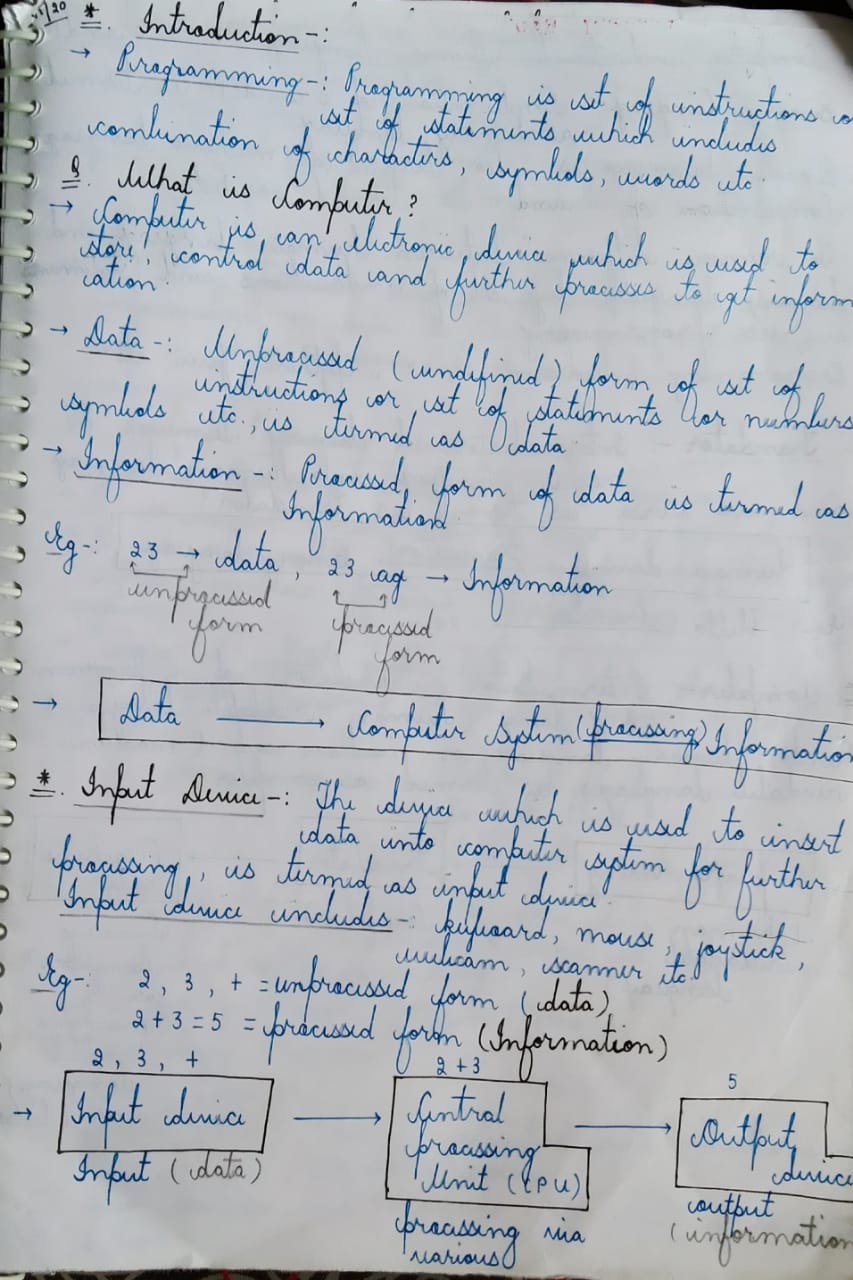 * Introduction -:
→ Programming -: Programming is set of instructions or
set of statements which includes
combination of characters, symbols, words etc.
Q. What is Computer?
→ Computer is an electronic device which is used to
store, control data and further processes to get inform
ation.
→ Data -: Unprocessed (undefined) form of set of
instructions or set of statements or numbers
symbols etc., is termed as data.
→ Information -: Processed form of data is termed as
Information.
Eg -: 23 → data, 23 age → Information
unprocessed form
processed form
→ Data → Computer System (processing) Information
* Input Device -: The device which is used to insert
data into computer system for further
processing, is termed as input device.
Input device includes -: keyboard, mouse, joystick,
webcam, scanner etc.
Eg -: 2, 3, + = unprocessed form (data)
2 + 3 = 5 = processed form (Information)
2, 3, +
2 + 3
5
→ Input device → Central → Output
processing device
Unit (CPU)
Input (data)
processing via
various
output
(information